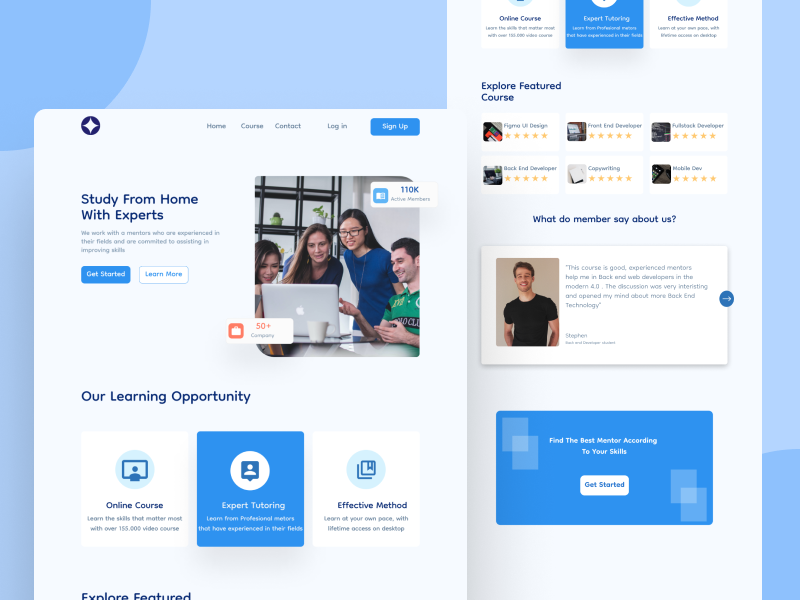 Home
Course
Contact
Log in
Sign Up
Study From Home
With Experts
We work with a mentors who are experienced in
their fields and are commited to assisting in
improving skills
Get Started
Learn More
110K
Active Members
50+
Company
Our Learning Opportunity
Online Course
Learn the skills that matter most
with over 155.000 video course
Expert Tutoring
Learn from Profesional metors
that have experienced in their fields
Effective Method
Learn at your own pace, with
lifetime access on desktop
Explore Featured
Online Course
Learn the skills that matter most
with over 155.000 video course
Expert Tutoring
Learn from Profesional metors
that have experienced in their fields
Effective Method
Learn at your own pace, with
lifetime access on desktop
Explore Featured
Course
Figma UI Design
Front End Developer
Fullstack Developer
Back End Developer
Copywriting
Mobile Dev
What do member say about us?
"This course is good, experienced mentors
help me in Back end web developers in the
modern 4.0 . The discussion was very interisting
and opened my mind about more Back End
Technology"
Stephen
Back end Developer student
Find The Best Mentor According
To Your Skills
Get Started